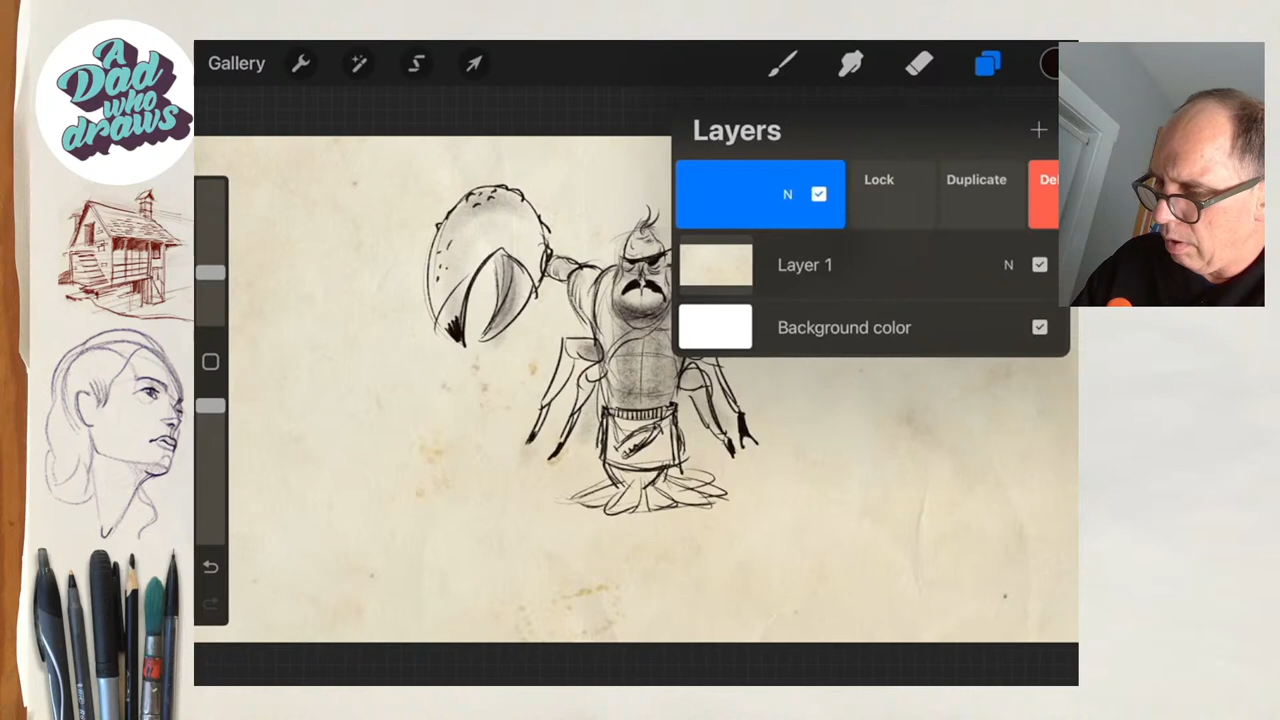 A
Dad
who
draws
Gallery
Layers
N
Lock
Duplicate
Layer 1
N
Background color